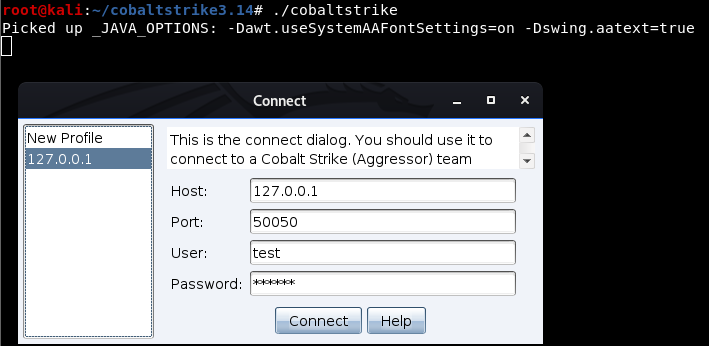 root@kali:~/cobaltstrike3.14# ./cobaltstrike
Picked up _JAVA_OPTIONS: -Dawt.useSystemAAFontSettings=on -Dswing.aatext=true
Connect
New Profile
127.0.0.1
This is the connect dialog. You should use it to
connect to a Cobalt Strike (Aggressor) team
Host: 127.0.0.1
Port: 50050
User: test
Password: ******
Connect Help